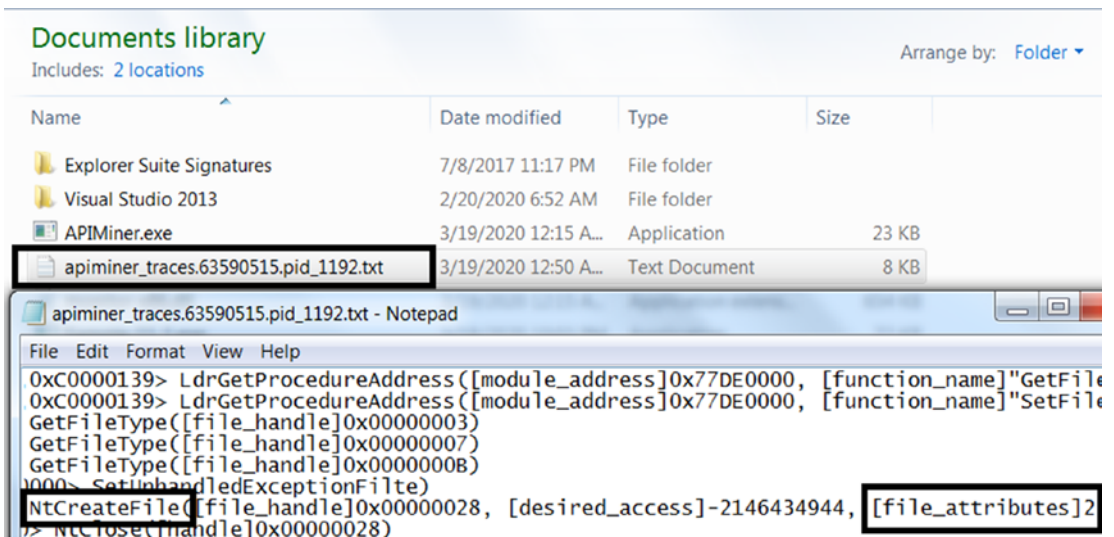 Documents library
Includes: 2 locations
Arrange by: Folder
Name Date modified Type Size
Explorer Suite Signatures 7/8/2017 11:17 PM File folder
Visual Studio 2013 2/20/2020 6:52 AM File folder
APIMiner.exe 3/19/2020 12:15 A... Application 23 KB
apiminer_traces.63590515.pid_1192.txt 3/19/2020 12:50 A... Text Document 8 KB
apiminer_traces.63590515.pid_1192.txt - Notepad
File Edit Format View Help
0xC0000139> LdrGetProcedureAddress([module_address]0x77DE0000, [function_name]"GetFile
0xC0000139> LdrGetProcedureAddress([module_address]0x77DE0000, [function_name]"SetFile
GetFileType([file_handle]0x00000003)
GetFileType([file_handle]0x00000007)
GetFileType([file_handle]0x0000000B)
000> SetUnhandledExceptionFilte)
NtCreateFile([file_handle]0x00000028, [desired_access]-2146434944, [file_attributes]2
)> NtClose([handle]0x00000028)